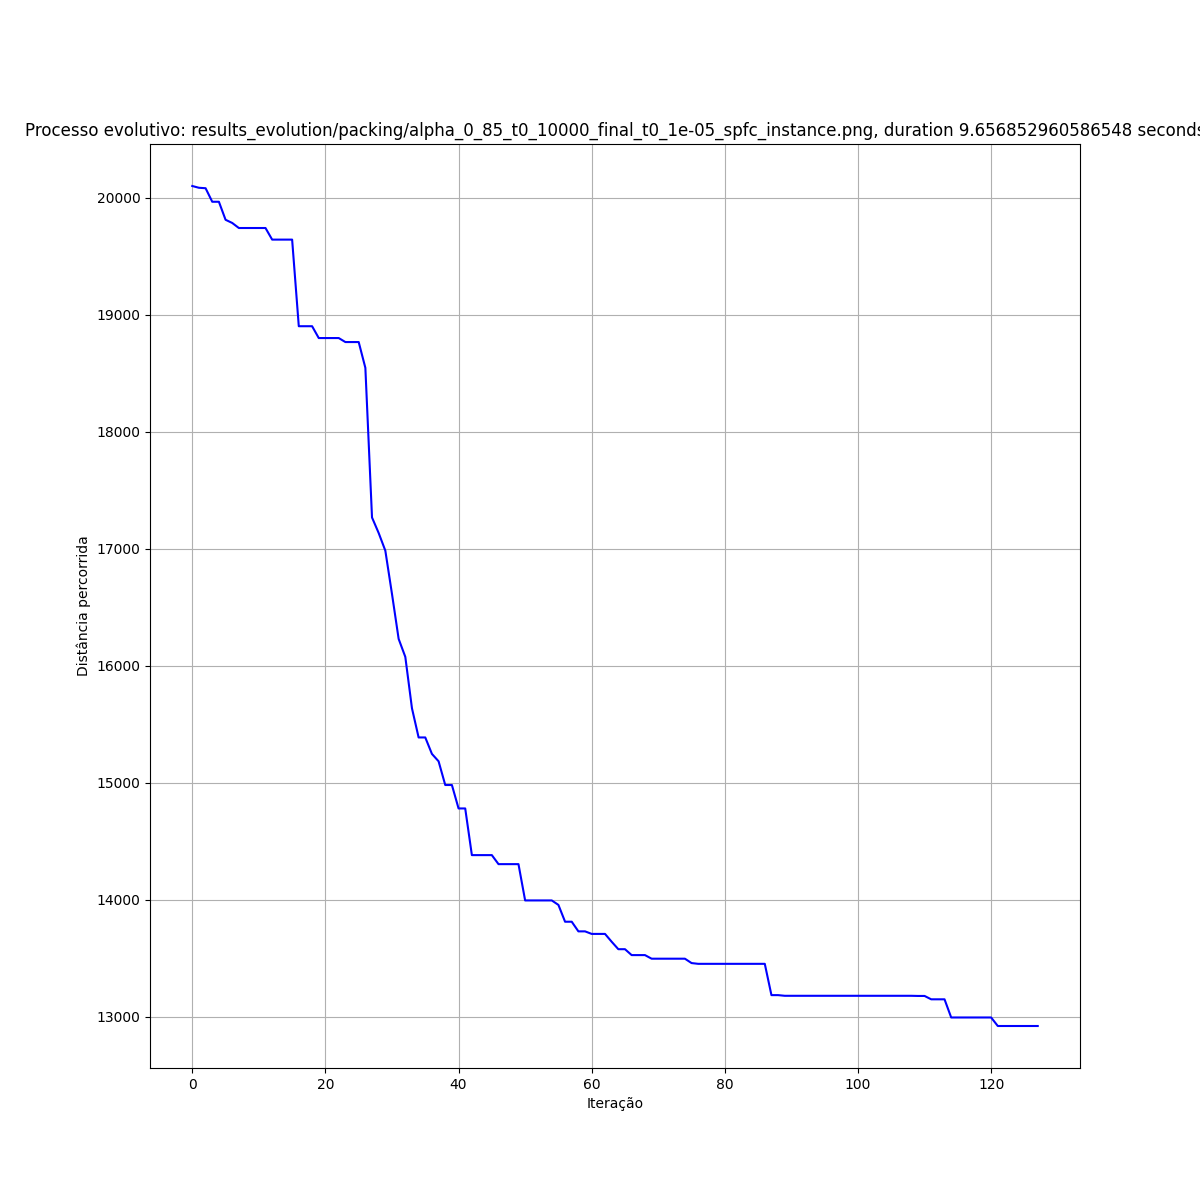 Processo evolutivo: results_evolution/packing/alpha_0_85_t0_10000_final_t0_1e-05_spfc_instance.png, duration 9.656852960586548 seconds
20000
19000
18000
17000
16000
15000
14000
13000
Distância percorrida
0 20 40 60 80 100 120
Iteração